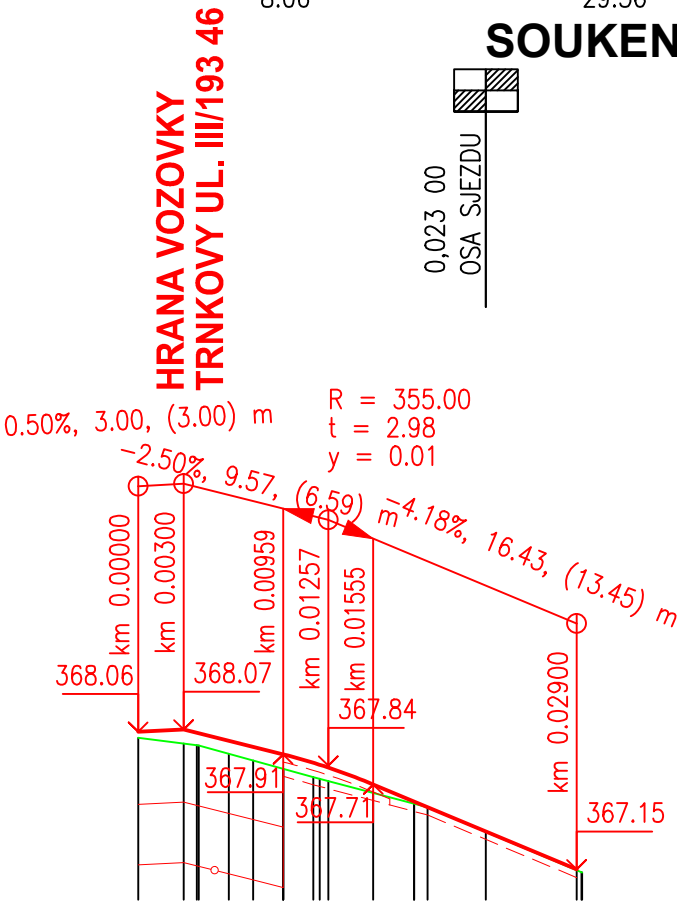 SOUKEN
HRANA VOZOVKY
TRNKOVY UL. III/193 46
0,023 00
OSA SJEZDU
R = 355.00
t = 2.98
y = 0.01
0.50%, 3.00, (3.00) m
-2.50%, 9.57, (6.59) m
-4.18%, 16.43, (13.45) m
km 0.00000
km 0.00300
km 0.00959
km 0.01257
km 0.01555
km 0.02900
368.06
368.07
367.84
367.91
367.71
367.15